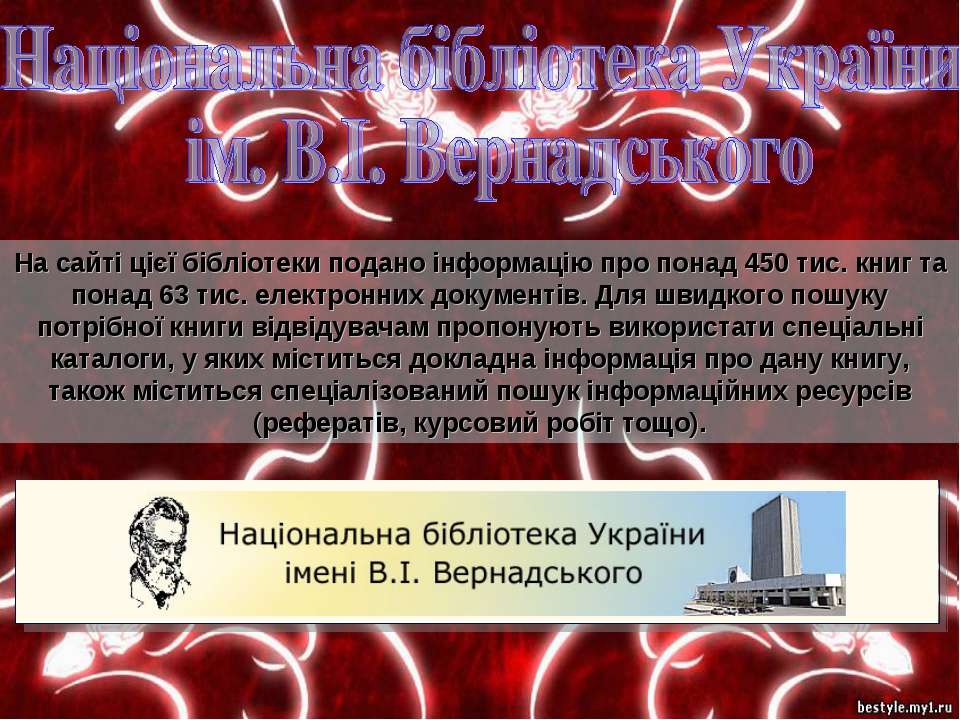 Національна бібліотека України
ім. В.І. Вернадського
На сайті цієї бібліотеки подано інформацію про понад 450 тис. книг та
понад 63 тис. електронних документів. Для швидкого пошуку
потрібної книги відвідувачам пропонують використати спеціальні
каталоги, у яких міститься докладна інформація про дану книгу,
також міститься спеціалізований пошук інформаційних ресурсів
(рефератів, курсовий робіт тощо).
Національна бібліотека України
імені В.І. Вернадського
bestyle.my1.ru